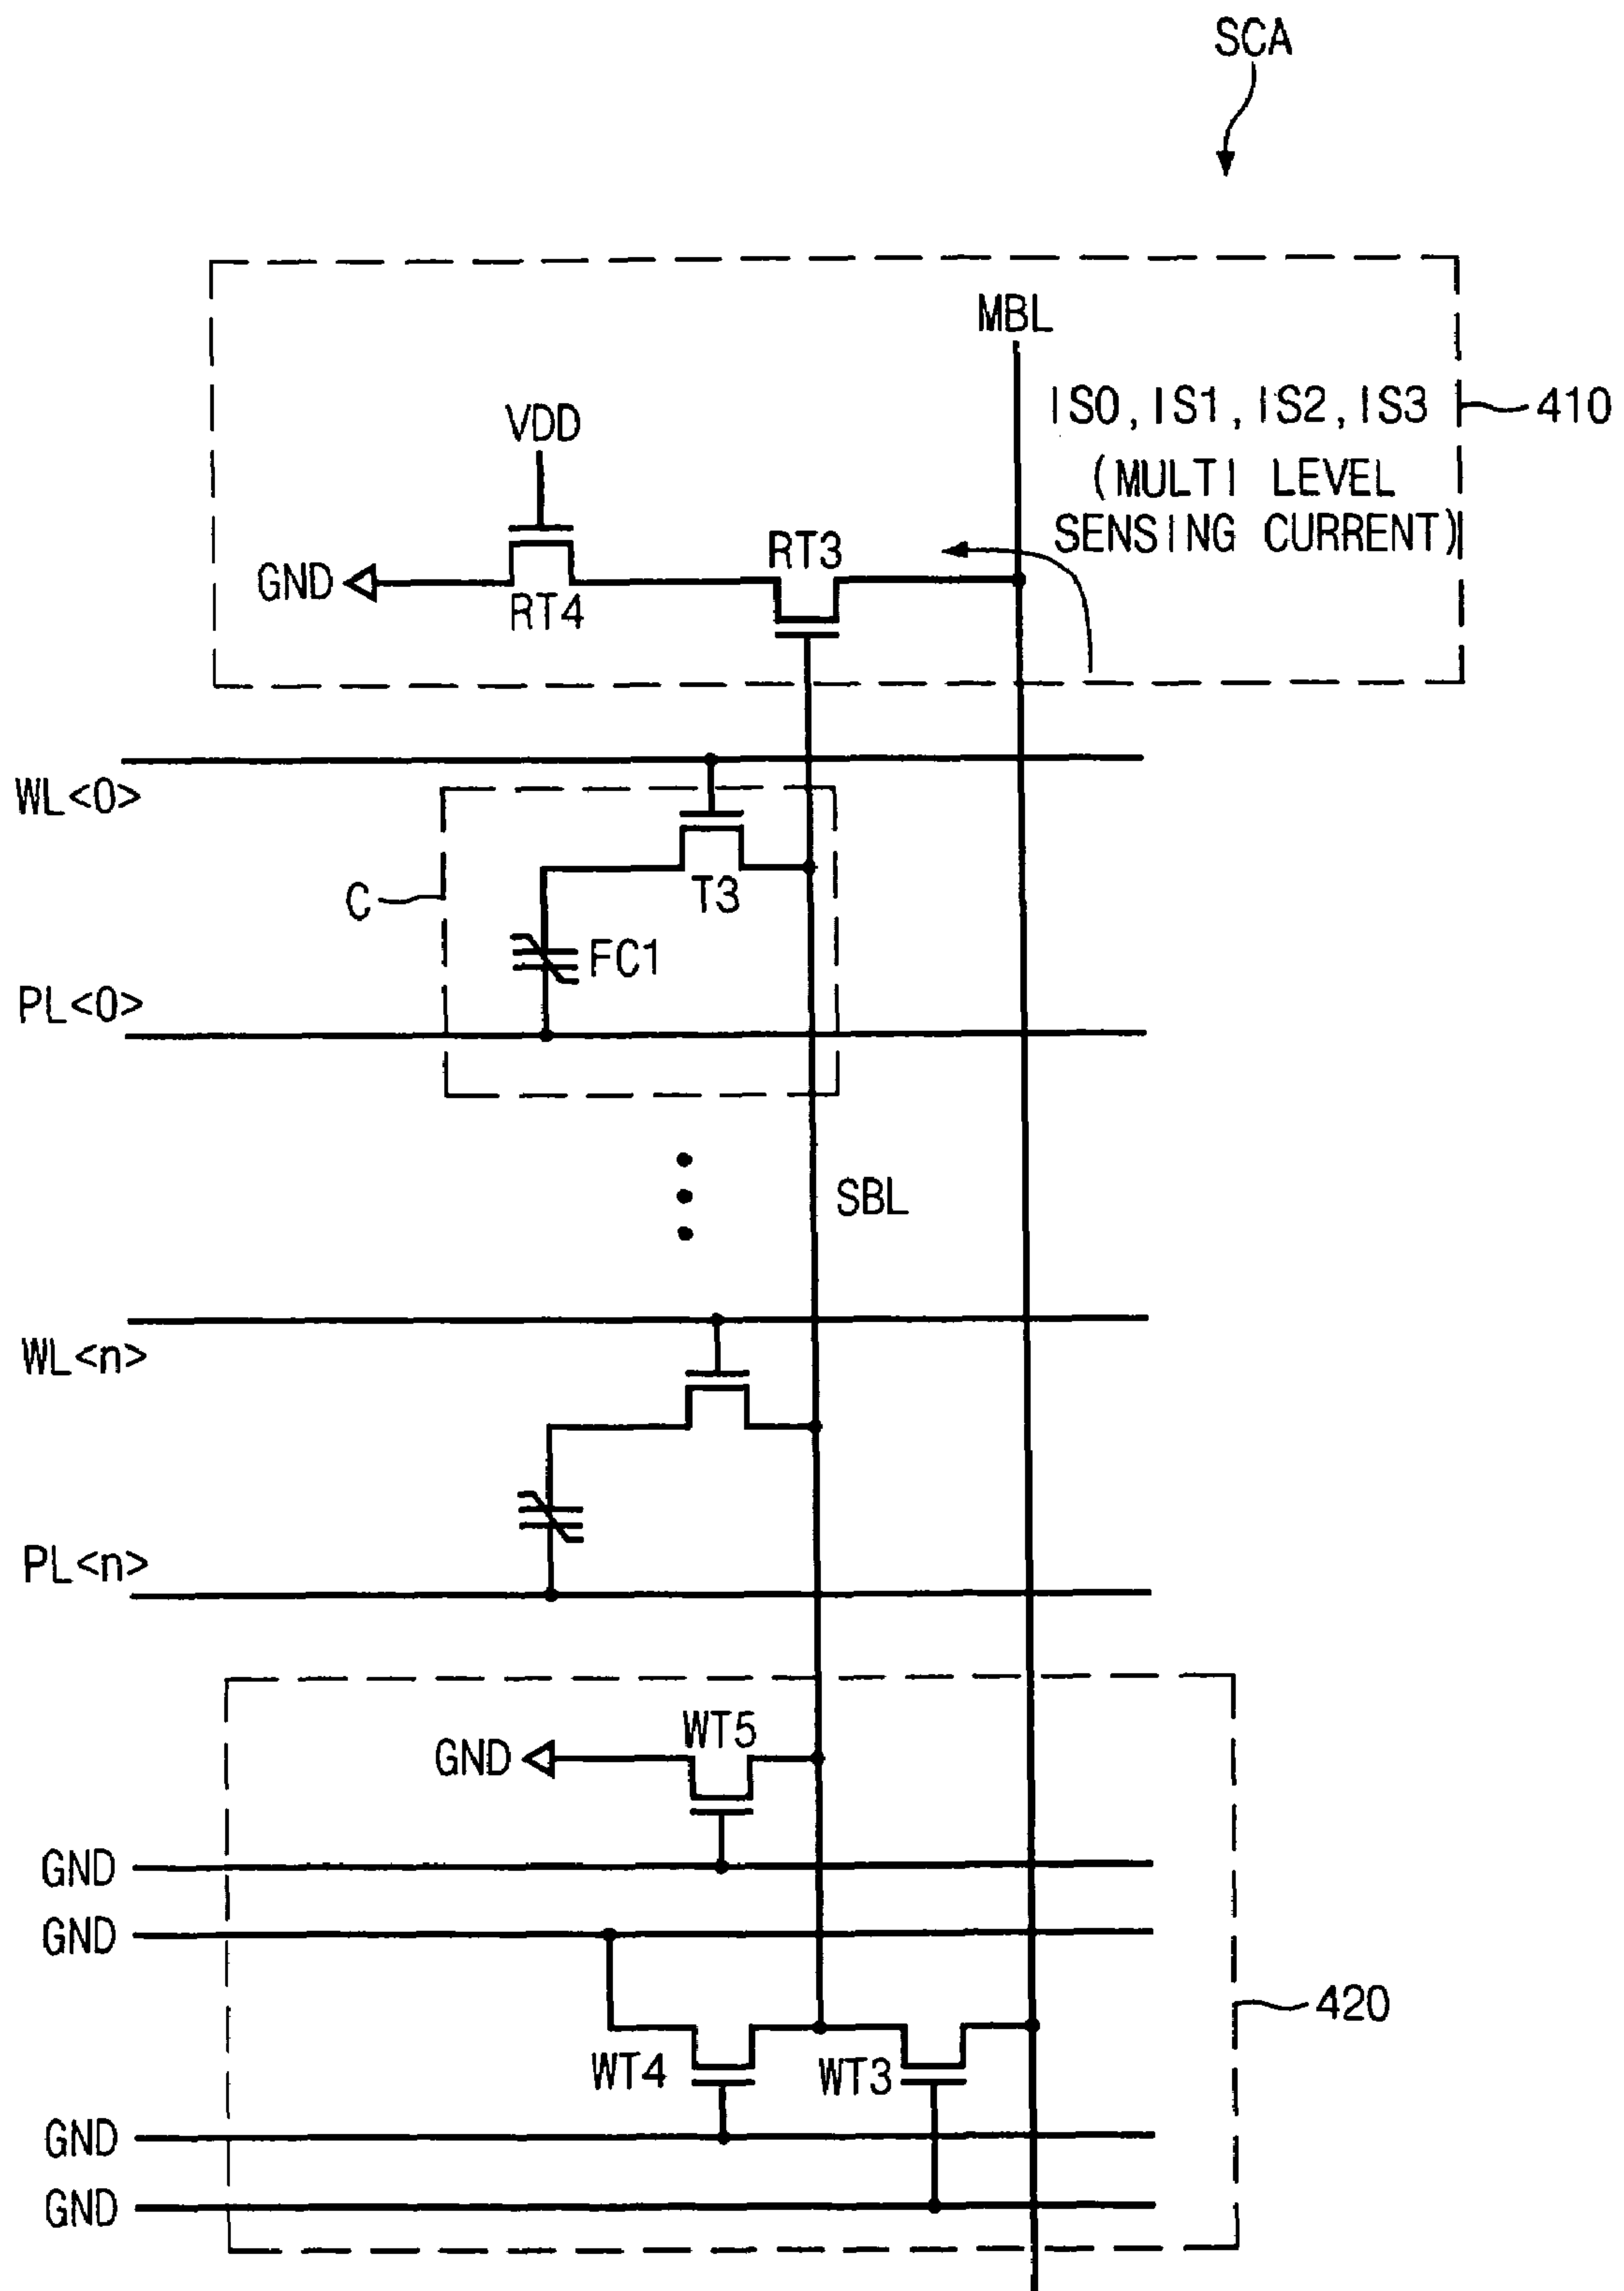 SCA
MBL
IS0, IS1, IS2, IS3
410
(MULTI LEVEL
SENSING CURRENT)
VDD
RT3
GND
RT4
WL<0>
T3
C
FC1
PL<0>
SBL
WL<n>
PL<n>
WT5
GND
GND
GND
420
WT4
WT3
GND
GND